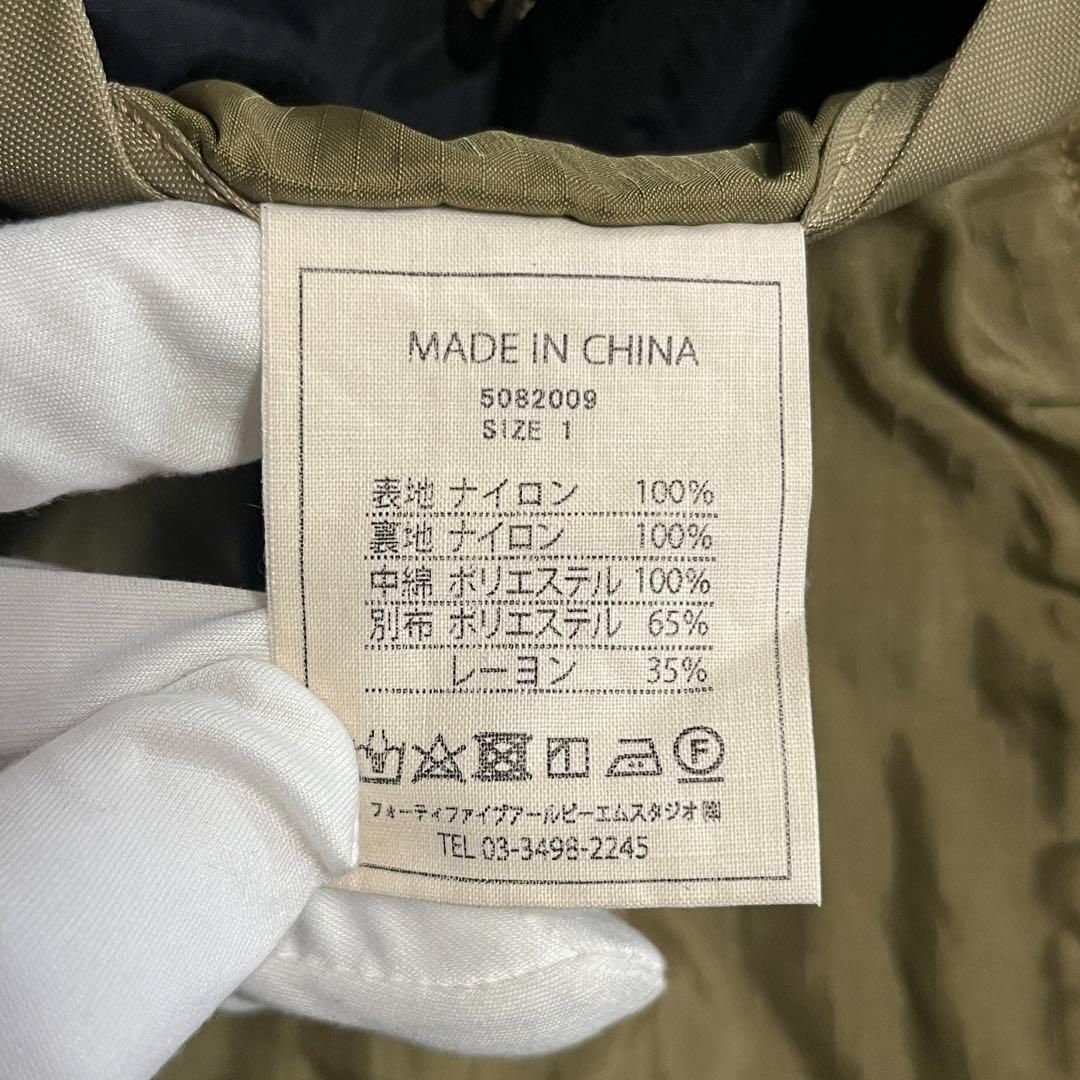 MADE IN CHINA
5082009
SIZE 1
表地 ナイロン 100%
裏地 ナイロン 100%
中綿 ポリエステル 100%
別布 ポリエステル 65%
レーヨン 35%
F
フォーティファイブアールピーエムスタジオ㈱
TEL 03-3498-2245